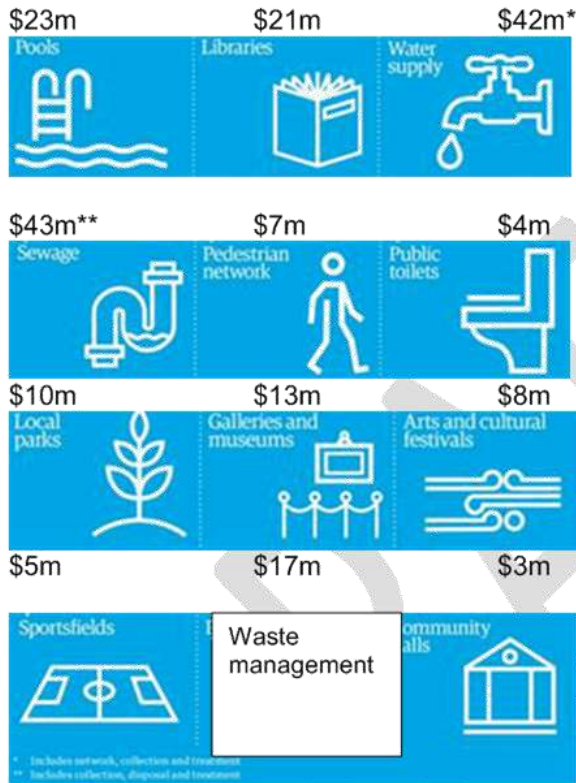 $23m $21m $42m*
Pools Libraries Water
supply
$43m** $7m $4m
Sewage Pedestrian Public
network toilets
$10m $13m $8m
Local Galleries and Arts and cultural
parks museums festivals
$5m $17m $3m
Sportsfields Waste ommunity
management alls
* Includes network, collection and treatment
** Includes collection, disposal and treatment